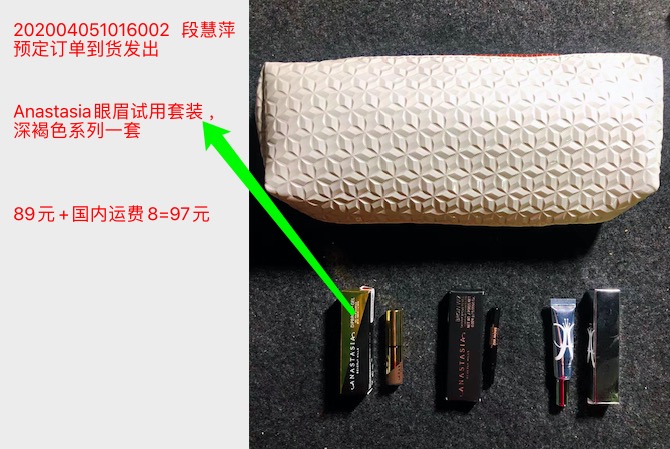 202004051016002 段慧萍
预定订单到货发出
Anastasia眼眉试用套装，
深褐色系列一套
89元+国内运费8=97元
ANASTASIA
ANASTASIA